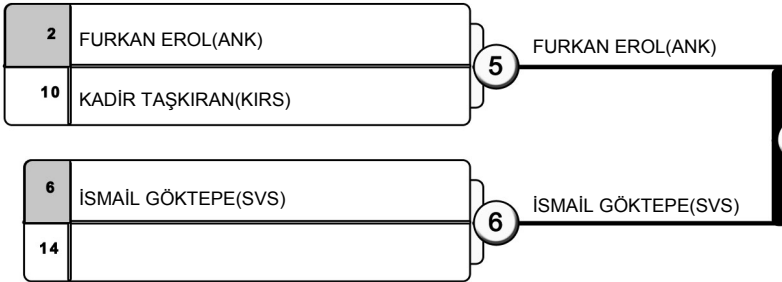 2 FURKAN EROL(ANK)
5 FURKAN EROL(ANK)
10 KADİR TAŞKIRAN(KIRS)
6 İSMAİL GÖKTEPE(SVS)
6 İSMAİL GÖKTEPE(SVS)
14